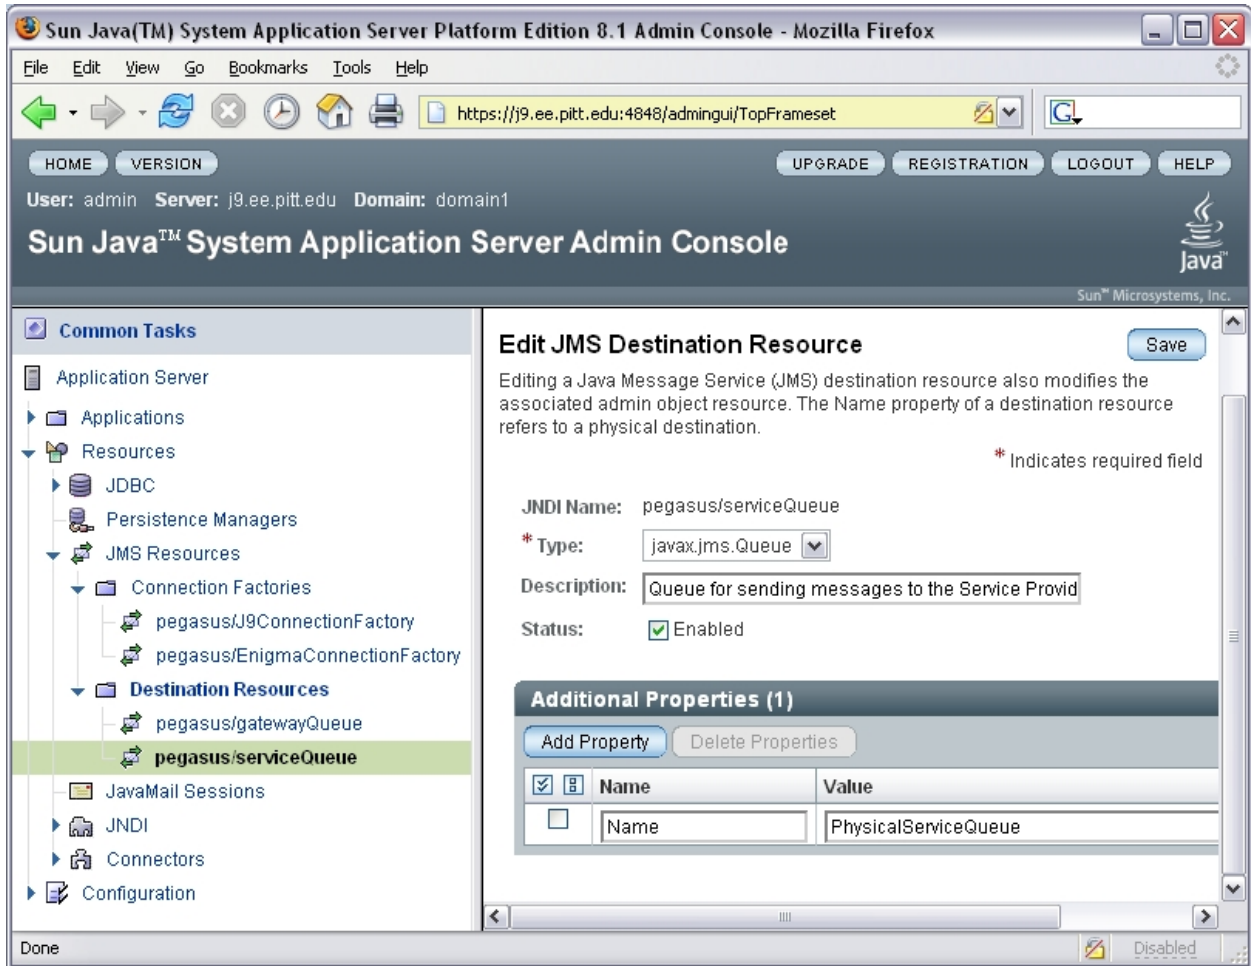 Sun Java(TM) System Application Server Platform Edition 8.1 Admin Console - Mozilla Firefox
File Edit View Go Bookmarks Tools Help
https://j9.ee.pitt.edu:4848/admingui/TopFrameset
G
HOME VERSION UPGRADE REGISTRATION LOGOUT HELP
User: admin Server: j9.ee.pitt.edu Domain: domain1
Sun Java™ System Application Server Admin Console
Java™
Sun™ Microsystems, Inc.
Common Tasks
Application Server
Applications
Resources
JDBC
Persistence Managers
JMS Resources
Connection Factories
pegasus/J9ConnectionFactory
pegasus/EnigmaConnectionFactory
Destination Resources
pegasus/gatewayQueue
pegasus/serviceQueue
JavaMail Sessions
JNDI
Connectors
Configuration
Edit JMS Destination Resource
Save
Editing a Java Message Service (JMS) destination resource also modifies the
associated admin object resource. The Name property of a destination resource
refers to a physical destination.
* Indicates required field
JNDI Name: pegasus/serviceQueue
* Type: javax.jms.Queue
Description: Queue for sending messages to the Service Provid
Status: Enabled
Additional Properties (1)
Add Property Delete Properties
Name Value
Name PhysicalServiceQueue
Done Disabled